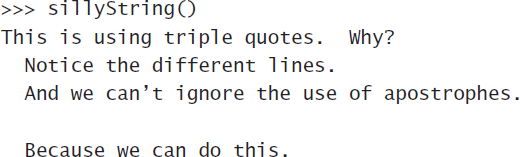 >>> sillyString()
This is using triple quotes.  Why?
  Notice the different lines.
  And we can’t ignore the use of apostrophes.

  Because we can do this.